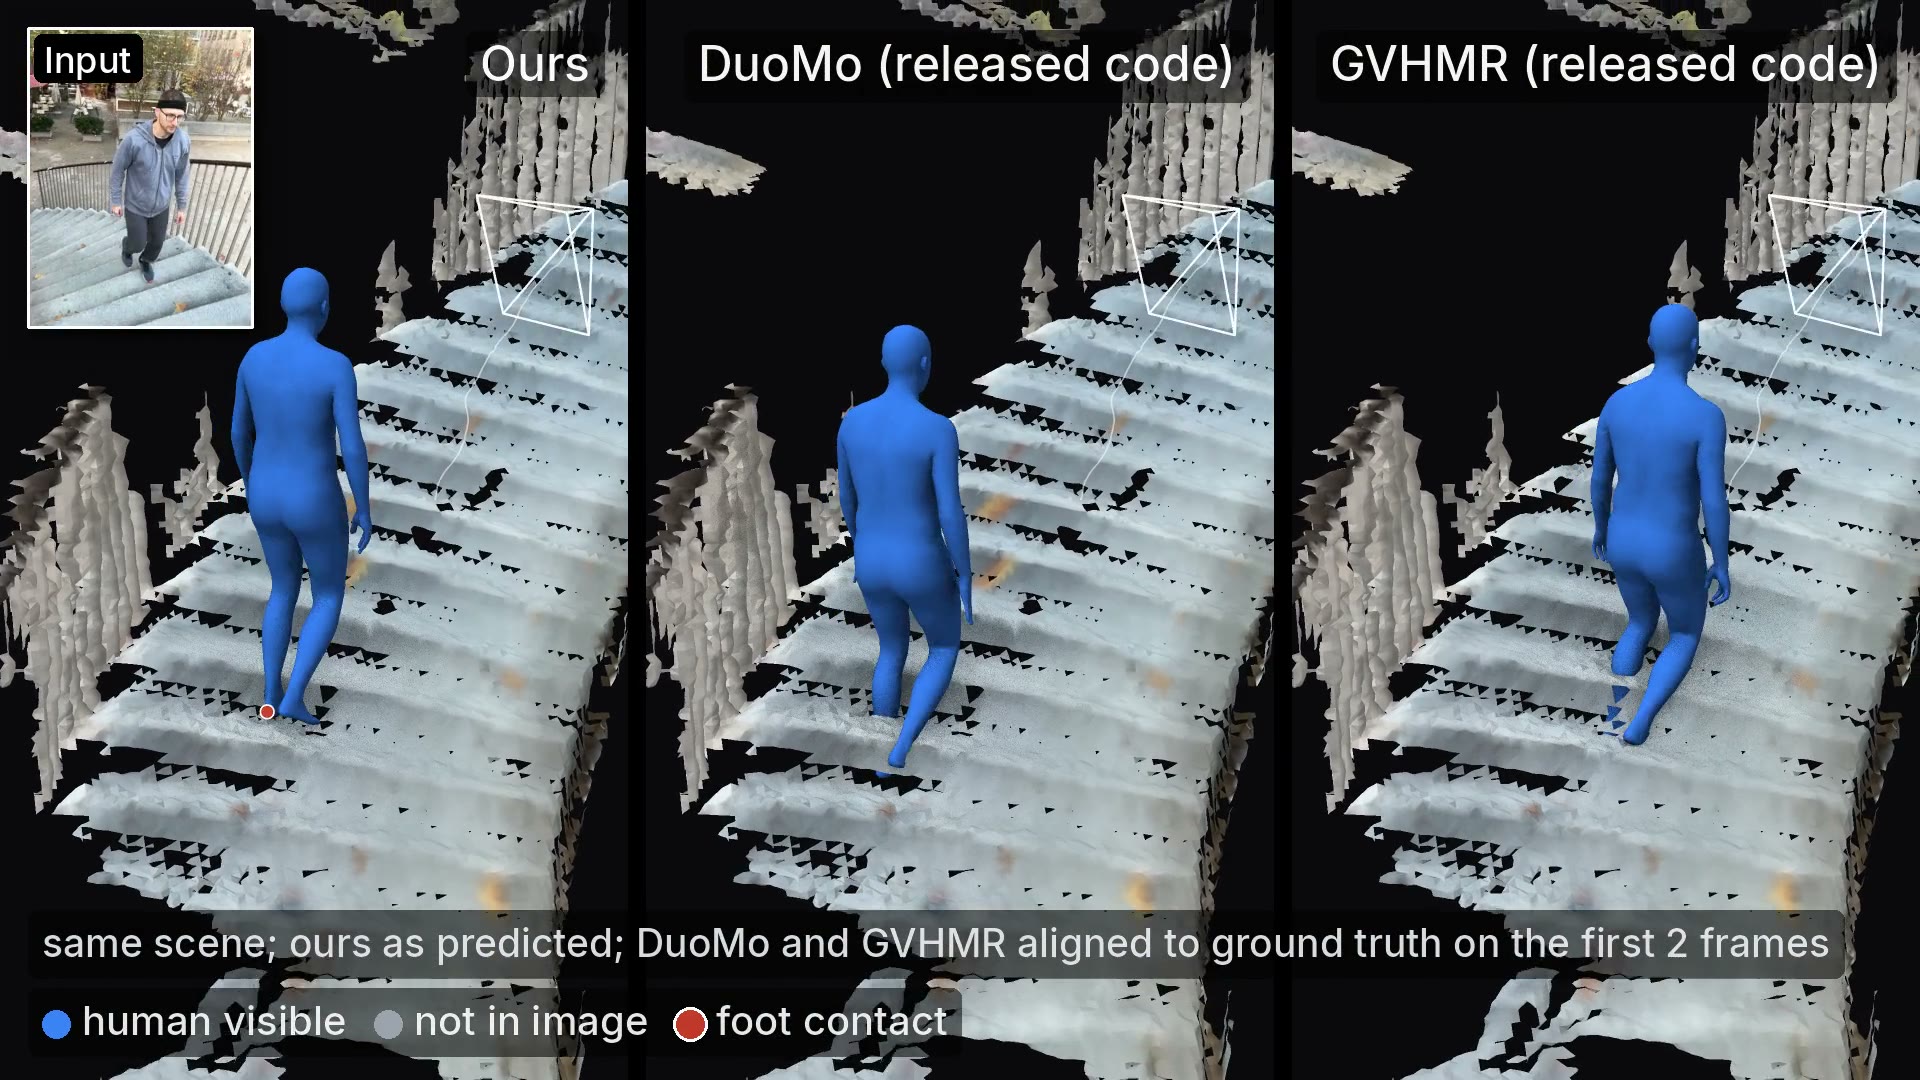 Input
Ours
DuoMo (released code)
GVHMR (released code)
same scene; ours as predicted; DuoMo and GVHMR aligned to ground truth on the first 2 frames
human visible not in image foot contact